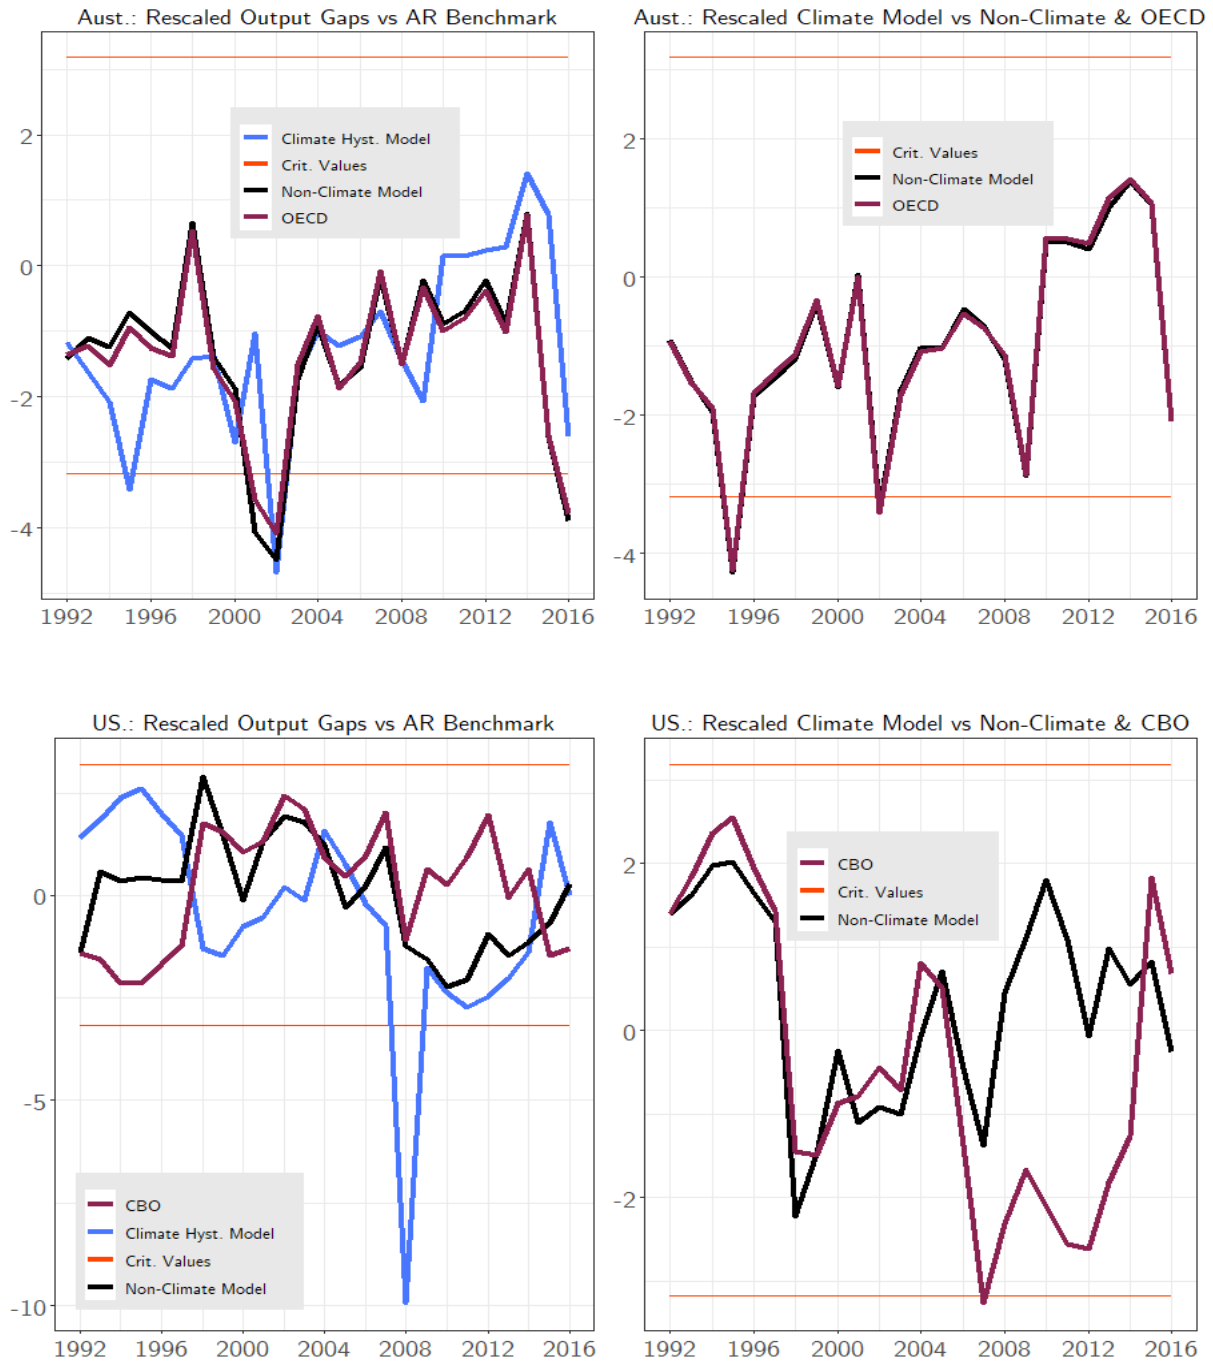 Aust.: Rescaled Output Gaps vs AR Benchmark
2
0
-2
-4
Climate Hyst. Model
Crit. Values
Non-Climate Model
OECD
1992 1996 2000 2004 2008 2012 2016
Aust.: Rescaled Climate Model vs Non-Climate & OECD
2
0
-2
-4
Crit. Values
Non-Climate Model
OECD
1992 1996 2000 2004 2008 2012 2016
US.: Rescaled Output Gaps vs AR Benchmark
0
-5
-10
CBO
Climate Hyst. Model
Crit. Values
Non-Climate Model
1992 1996 2000 2004 2008 2012 2016
US.: Rescaled Climate Model vs Non-Climate & CBO
2
0
-2
CBO
Crit. Values
Non-Climate Model
1992 1996 2000 2004 2008 2012 2016